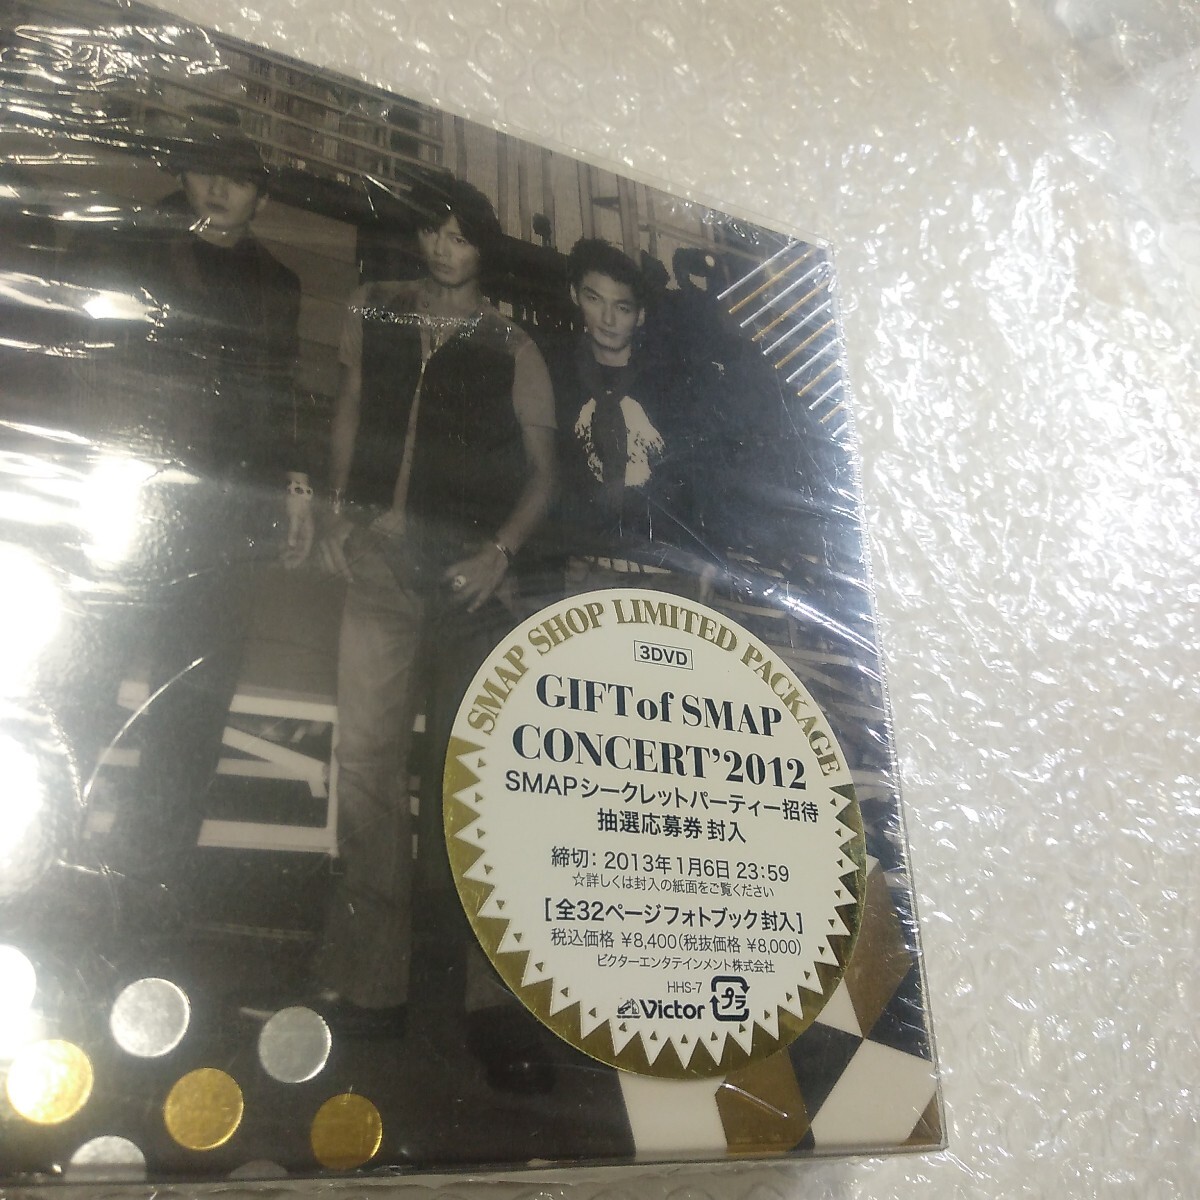 SMAP SHOP LIMITED PACKAGE
3DVD
GIFT of SMAP
CONCERT'2012
SMAPシークレットパーティー招待
抽選応募券 封入
締切: 2013年1月6日 23:59
☆詳しくは封入の紙面をご覧ください
[全32ページフォトブック 封入]
税込価格 ¥8,400(税抜価格 ¥8,000)
ビクターエンタテインメント株式会社
HHS-7
Victor
プラ